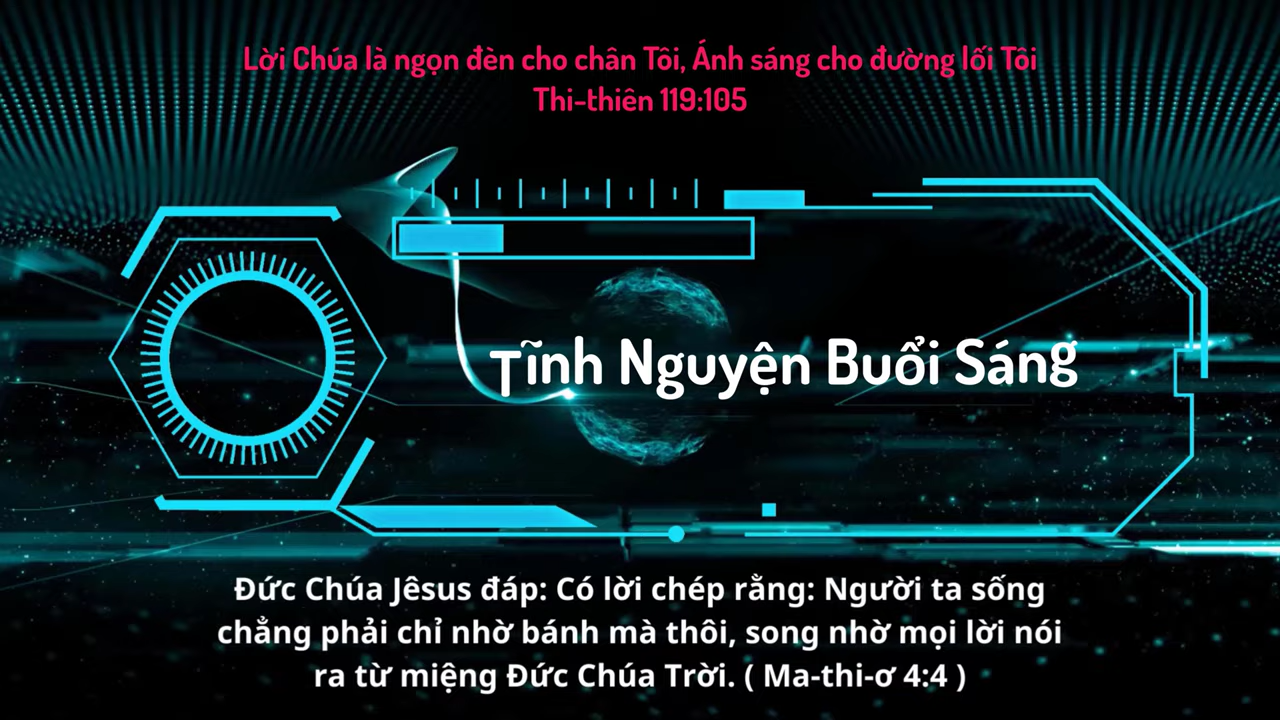 Lời Chúa là ngọn đèn cho chân Tôi, Ánh sáng cho đường lối Tôi
Thi-thiên 119:105
Tĩnh Nguyện Buổi Sáng
Đức Chúa Jêsus đáp: Có lời chép rằng: Người ta sống
chẳng phải chỉ nhờ bánh mà thôi, song nhờ mọi lời nói
ra từ miệng Đức Chúa Trời. ( Ma-thi-ơ 4:4 )